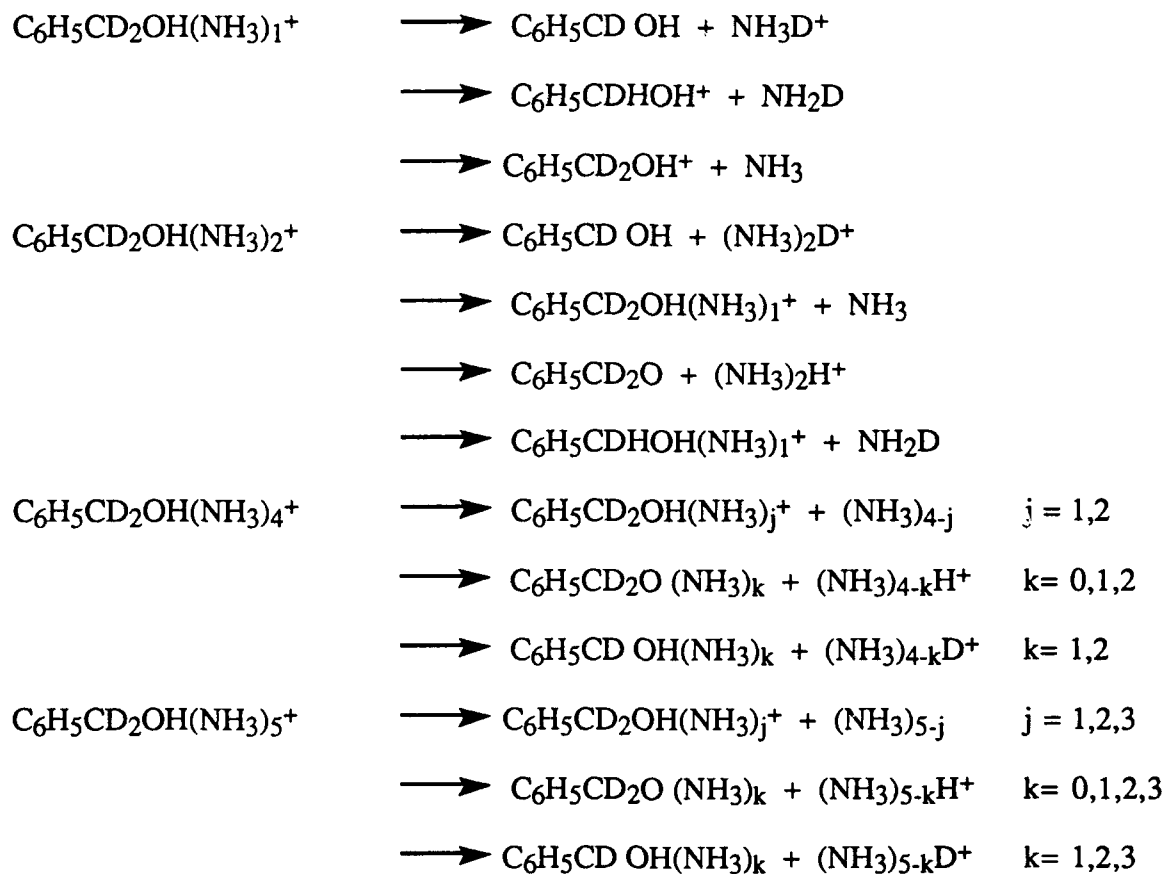 C₆H₅CD₂OH(NH₃)₁⁺ ⟶ C₆H₅CD OH + NH₃D⁺
⟶ C₆H₅CDHOH⁺ + NH₂D
⟶ C₆H₅CD₂OH⁺ + NH₃
C₆H₅CD₂OH(NH₃)₂⁺ ⟶ C₆H₅CD OH + (NH₃)₂D⁺
⟶ C₆H₅CD₂OH(NH₃)₁⁺ + NH₃
⟶ C₆H₅CD₂O + (NH₃)₂H⁺
⟶ C₆H₅CDHOH(NH₃)₁⁺ + NH₂D
C₆H₅CD₂OH(NH₃)₄⁺ ⟶ C₆H₅CD₂OH(NH₃)ⱼ⁺ + (NH₃)₄₋ⱼ j = 1,2
⟶ C₆H₅CD₂O (NH₃)ₖ + (NH₃)₄₋ₖH⁺ k= 0,1,2
⟶ C₆H₅CD OH(NH₃)ₖ + (NH₃)₄₋ₖD⁺ k= 1,2
C₆H₅CD₂OH(NH₃)₅⁺ ⟶ C₆H₅CD₂OH(NH₃)ⱼ⁺ + (NH₃)₅₋ⱼ j = 1,2,3
⟶ C₆H₅CD₂O (NH₃)ₖ + (NH₃)₅₋ₖH⁺ k= 0,1,2,3
⟶ C₆H₅CD OH(NH₃)ₖ + (NH₃)₅₋ₖD⁺ k= 1,2,3